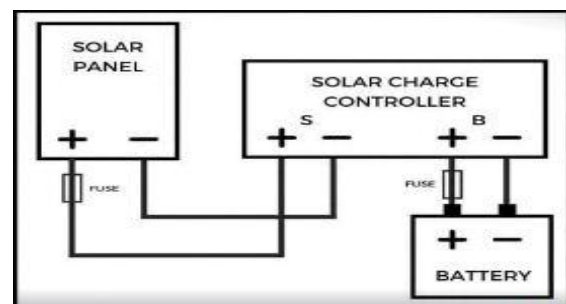 SOLAR
PANEL
+ −
SOLAR CHARGE
CONTROLLER
S B
+ − + −
FUSE
FUSE
+ −
BATTERY